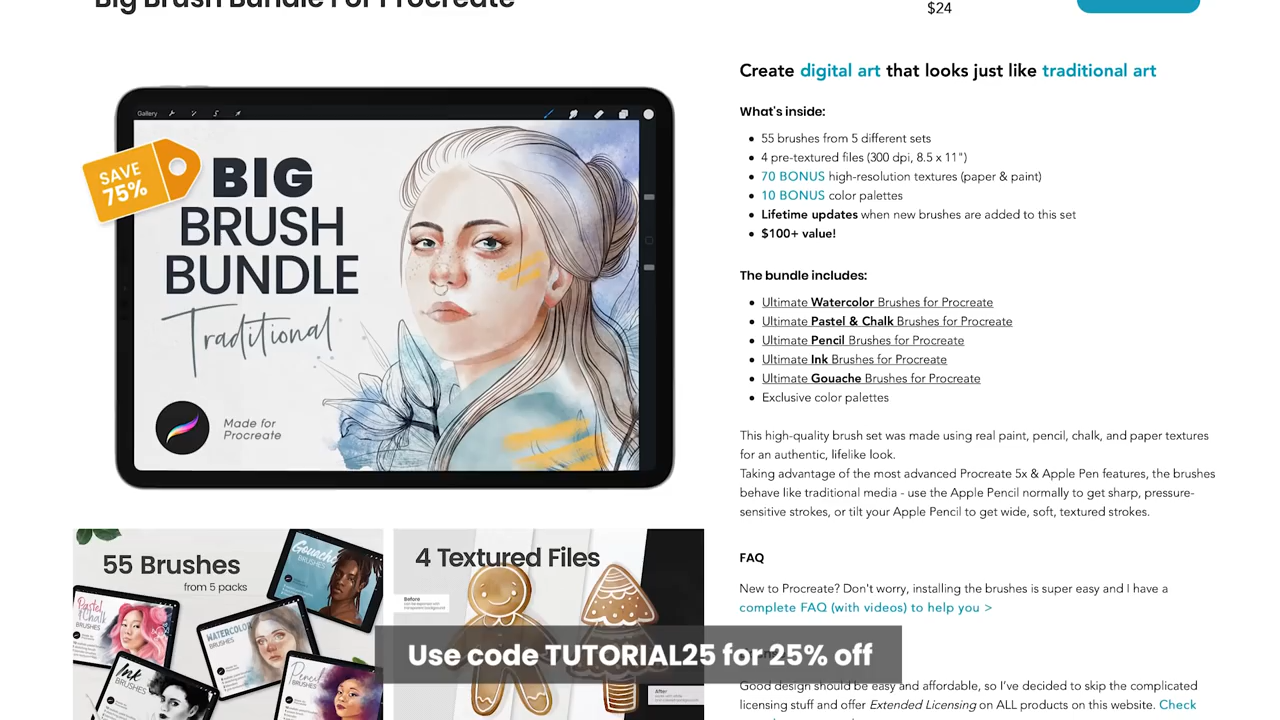 Big Brush Bundle For Procreate
$24
Create digital art that looks just like traditional art
What's inside:
55 brushes from 5 different sets
4 pre-textured files (300 dpi, 8.5 x 11")
70 BONUS high-resolution textures (paper & paint)
10 BONUS color palettes
Lifetime updates when new brushes are added to this set
$100+ value!
The bundle includes:
Ultimate Watercolor Brushes for Procreate
Ultimate Pastel & Chalk Brushes for Procreate
Ultimate Pencil Brushes for Procreate
Ultimate Ink Brushes for Procreate
Ultimate Gouache Brushes for Procreate
Exclusive color palettes
This high-quality brush set was made using real paint, pencil, chalk, and paper textures
for an authentic, lifelike look.
Taking advantage of the most advanced Procreate 5x & Apple Pen features, the brushes
behave like traditional media - use the Apple Pencil normally to get sharp, pressure-
sensitive strokes, or tilt your Apple Pencil to get wide, soft, textured strokes.
FAQ
New to Procreate? Don't worry, installing the brushes is super easy and I have a
complete FAQ (with videos) to help you >
Good design should be easy and affordable, so I've decided to skip the complicated
licensing stuff and offer Extended Licensing on ALL products on this website. Check
Gallery
SAVE
75%
BIG
BRUSH
BUNDLE
Traditional
Made for
Procreate
55 Brushes
from 5 packs
Gouache
BRUSHES
Pastel
& Chalk
BRUSHES
WATERCOLOR
BRUSHES
Ink
BRUSHES
Pencil
BRUSHES
4 Textured Files
Before
After
Use code TUTORIAL25 for 25% off